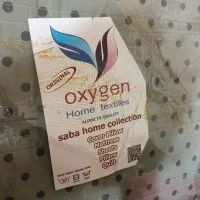 ORIGINAL
oxygen
Home textiles
saba home collection
Cover Pillow
Mattress
Sheets
Pillow
Quilt